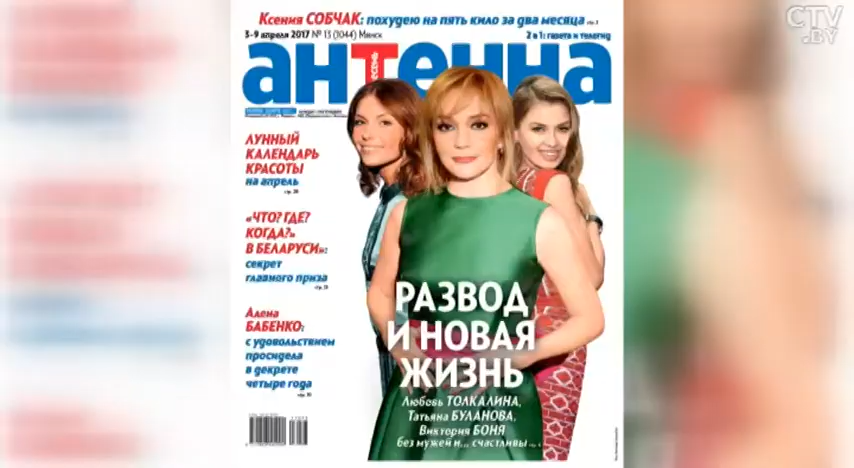 Ксения СОБЧАК: похудею на пять кило за два месяца стр. 3
3-9 апреля 2017 № 13 (1044) Минск
2 в 1: газета и телегид
антенна
CTV
.BY
ЛУННЫЙ
КАЛЕНДАРЬ
КРАСОТЫ
на апрель
«ЧТО? ГДЕ?
КОГДА?»
В БЕЛАРУСИ»:
секрет
главного приза
Алена
БАБЕНКО:
с удовольствием
просидела
в декрете
четыре года
РАЗВОД
И НОВАЯ
ЖИЗНЬ
Любовь ТОЛКАЛИНА,
Татьяна БУЛАНОВА,
Виктория БОНЯ
без мужей и... счастливы